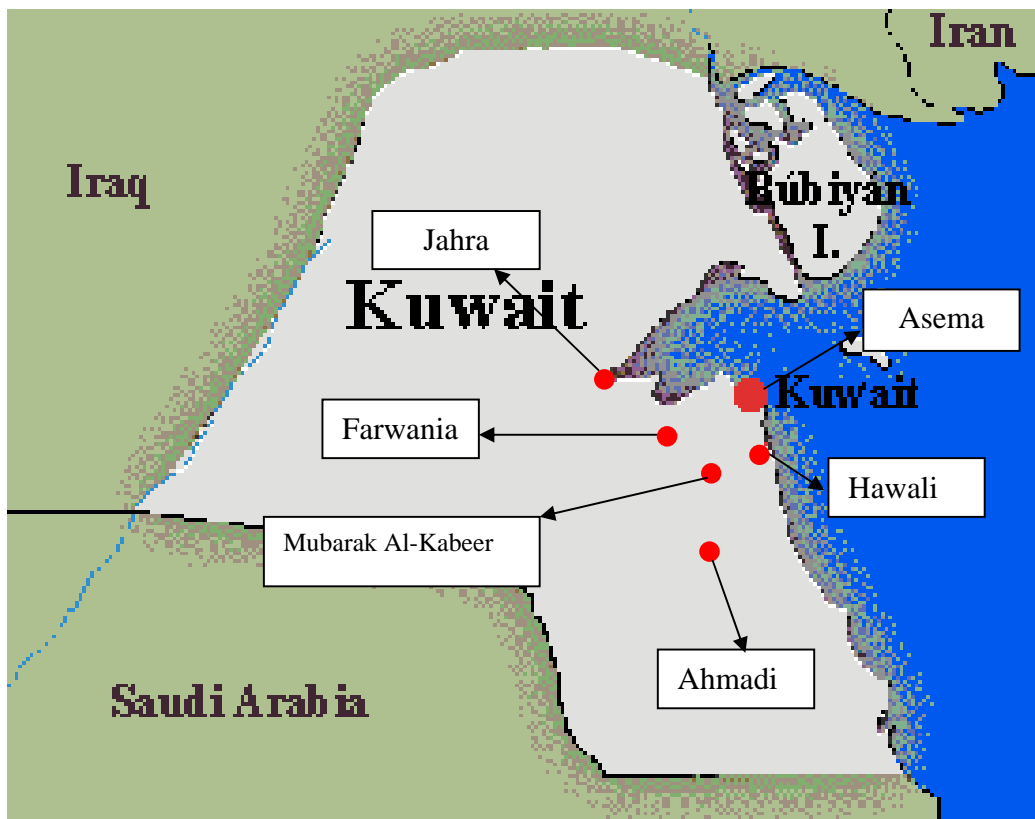 Iran
Iraq
Búbiyan
I.
Jahra
Kuwait
Asema
Kuwait
Farwania
Hawali
Mubarak Al-Kabeer
Ahmadi
Saudi Arabia